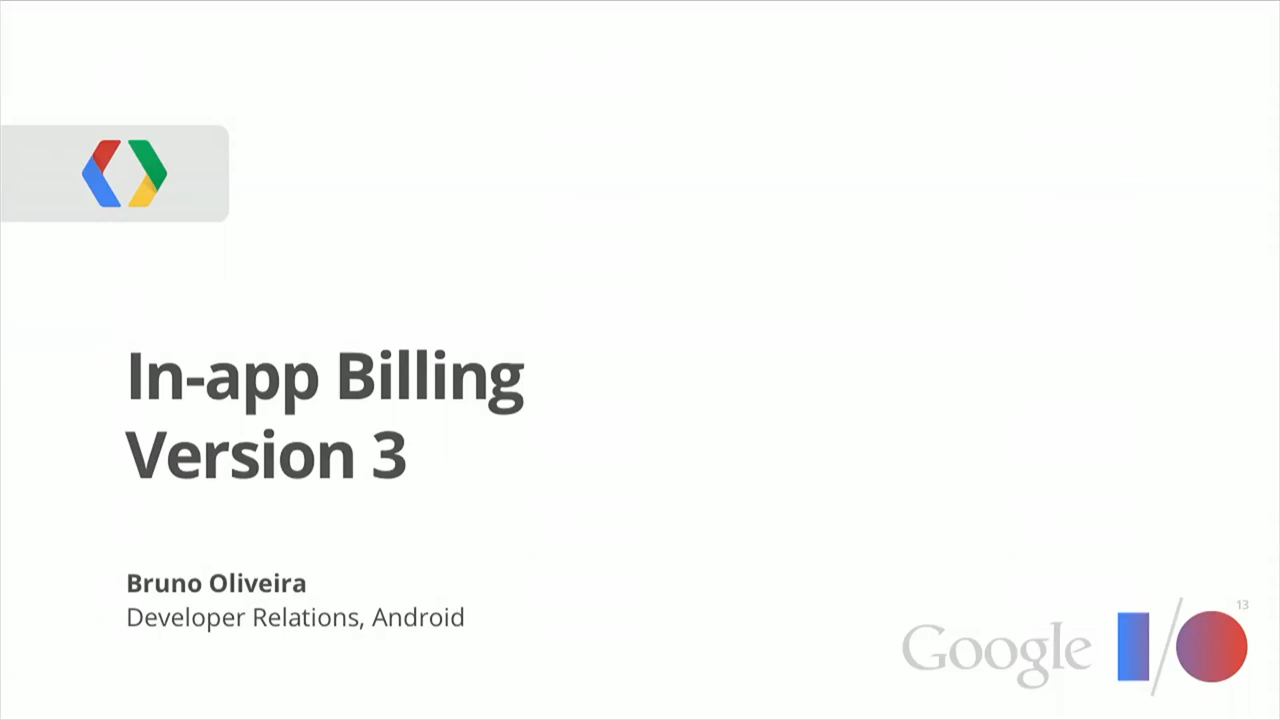 In-app Billing
Version 3
Bruno Oliveira
Developer Relations, Android
Google I/O 13